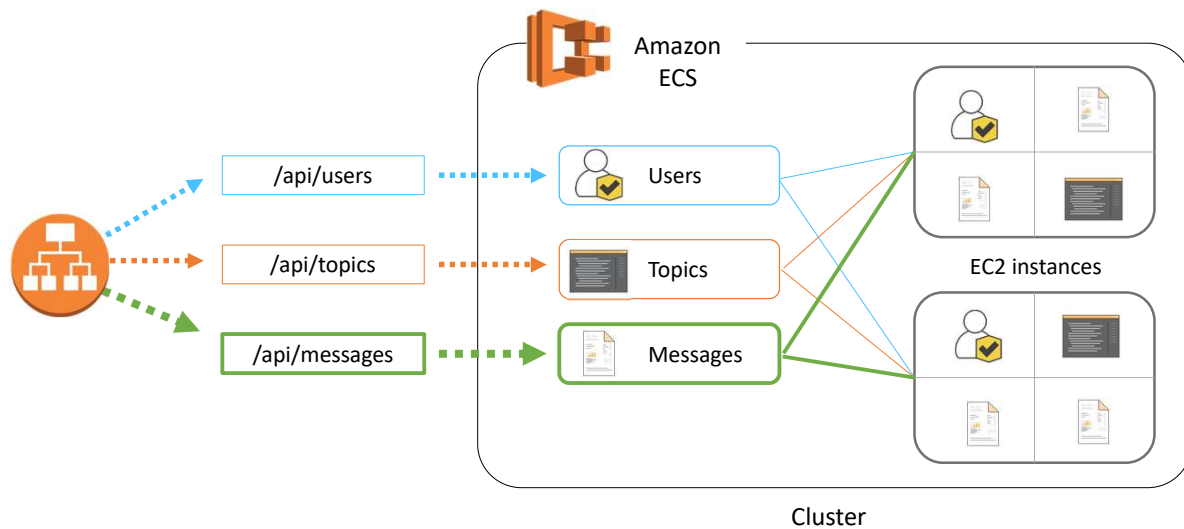 Amazon
ECS
/api/users
Users
/api/topics
Topics
EC2 instances
/api/messages
Messages
Cluster